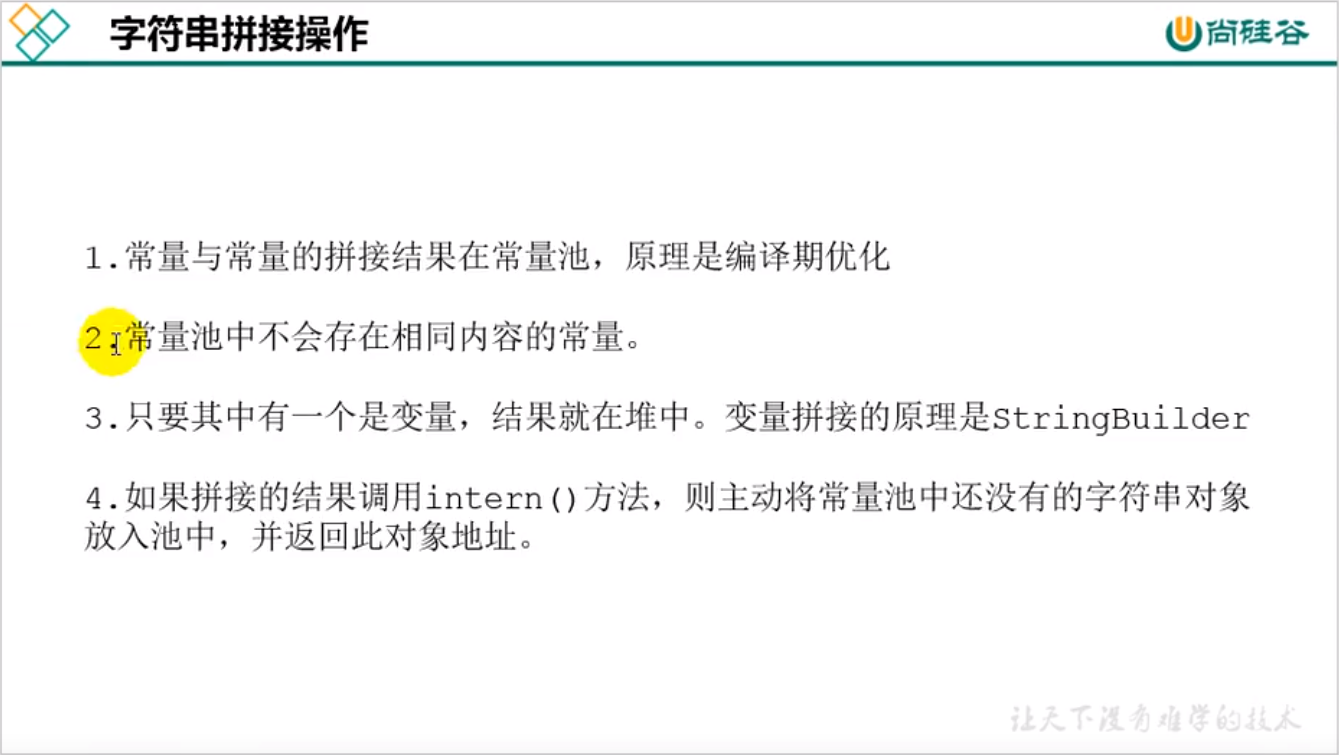 字符串拼接操作
尚硅谷
1.常量与常量的拼接结果在常量池，原理是编译期优化
2.常量池中不会存在相同内容的常量。
3.只要其中有一个是变量，结果就在堆中。变量拼接的原理是StringBuilder
4.如果拼接的结果调用intern()方法，则主动将常量池中还没有的字符串对象
放入池中，并返回此对象地址。
让天下没有难学的技术